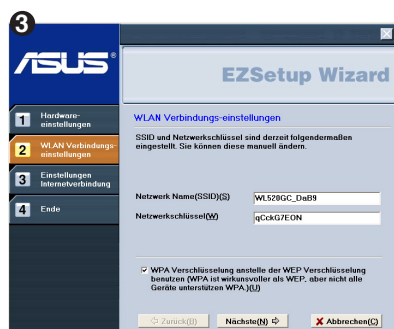 3
ASUS®
EZSetup Wizard
1 Hardware-
einstellungen
2 WLAN Verbindungs-
einstellungen
3 Einstellungen
Internetverbindung
4 Ende
WLAN Verbindungs-einstellungen
SSID und Netzwerkschlüssel sind derzeit folgendermaßen
eingestellt. Sie können diese manuell ändern.
Netzwerk Name(SSID)(S) WL520GC_DaB9
Netzwerkschlüssel(W) qCckG7EON
WPA Verschlüsselung anstelle der WEP Verschlüsselung
benutzen (WPA ist wirkunsvoller als WEP, aber nicht alle
Geräte unterstützen WPA.)(U)
Zurück(U) Nächste(N) Abbrechen(C)